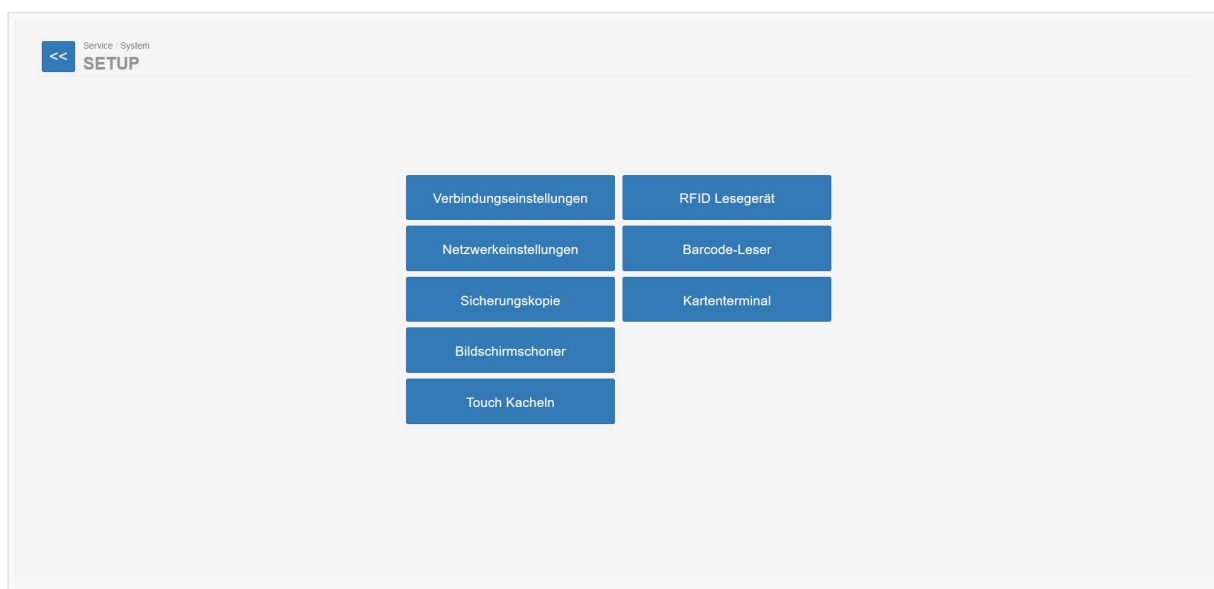 <<
Service / System
SETUP
Verbindungseinstellungen
RFID Lesegerät
Netzwerkeinstellungen
Barcode-Leser
Sicherungskopie
Kartenterminal
Bildschirmschoner
Touch Kacheln